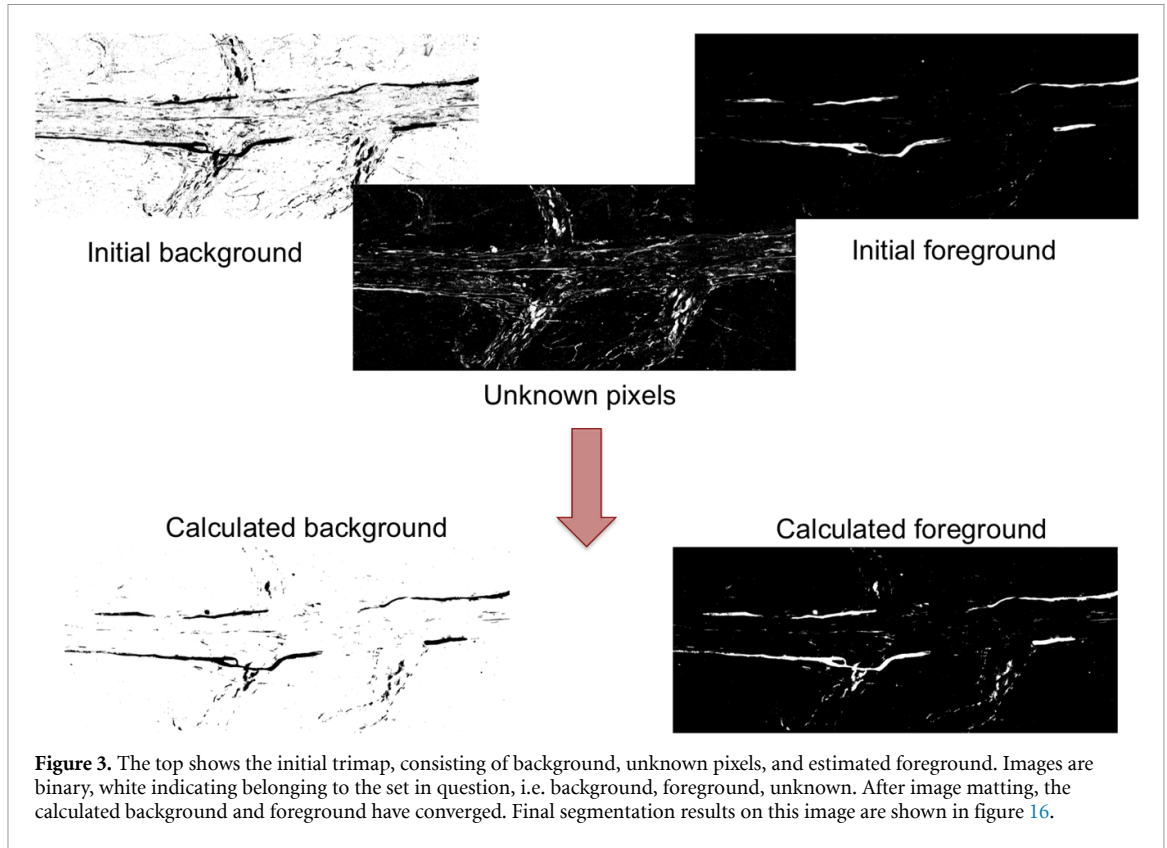 Initial background
Initial foreground
Unknown pixels
Calculated background
Calculated foreground
Figure 3. The top shows the initial trimap, consisting of background, unknown pixels, and estimated foreground. Images are
binary, white indicating belonging to the set in question, i.e. background, foreground, unknown. After image matting, the
calculated background and foreground have converged. Final segmentation results on this image are shown in figure 16.